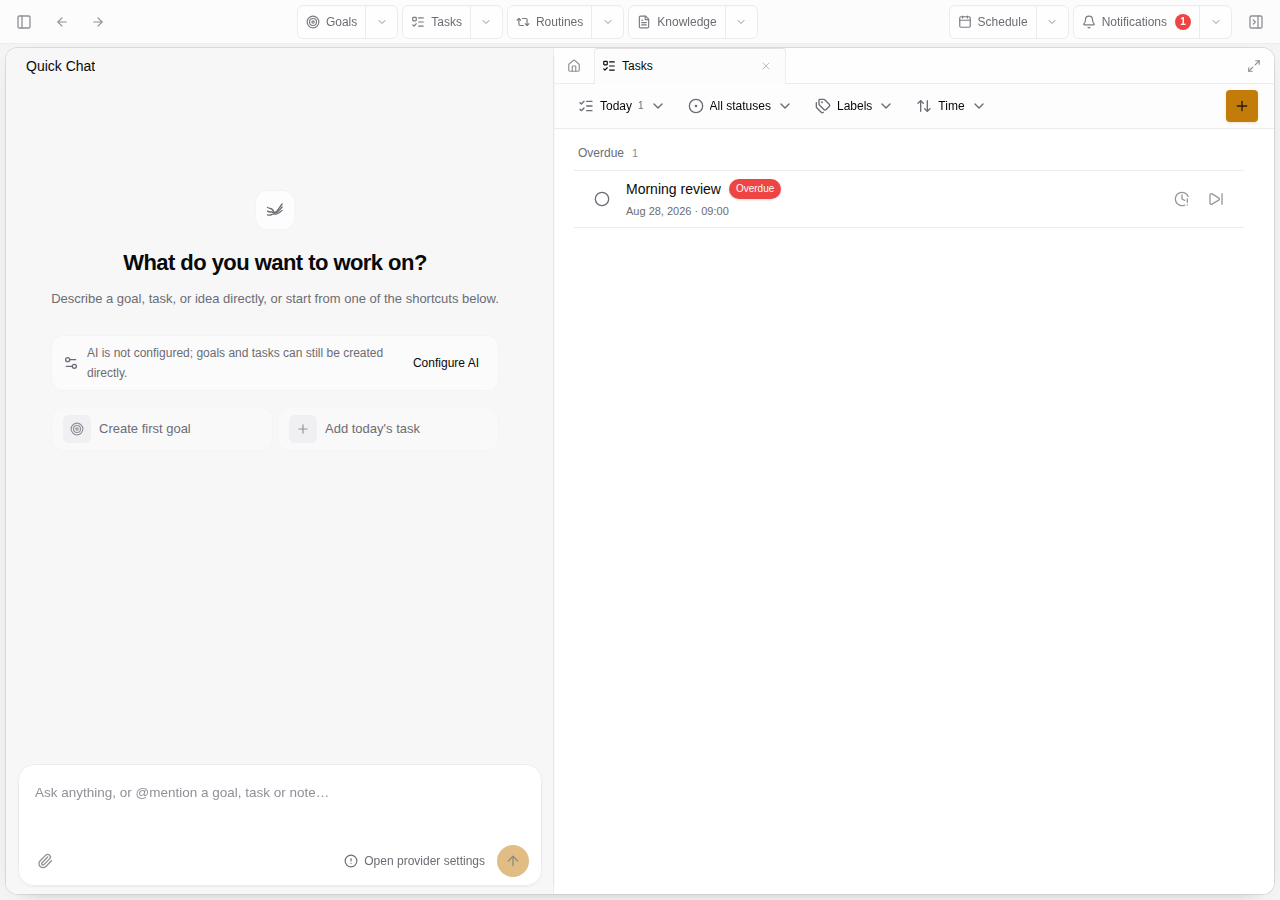 Goals
Tasks
Routines
Knowledge
Schedule
Notifications 1
Quick Chat
What do you want to work on?
Describe a goal, task, or idea directly, or start from one of the shortcuts below.
AI is not configured; goals and tasks can still be created
directly.
Configure AI
Create first goal
Add today's task
Ask anything, or @mention a goal, task or note…
Open provider settings
Tasks
Today 1
All statuses
Labels
Time
Overdue 1
Morning review Overdue
Aug 28, 2026 · 09:00